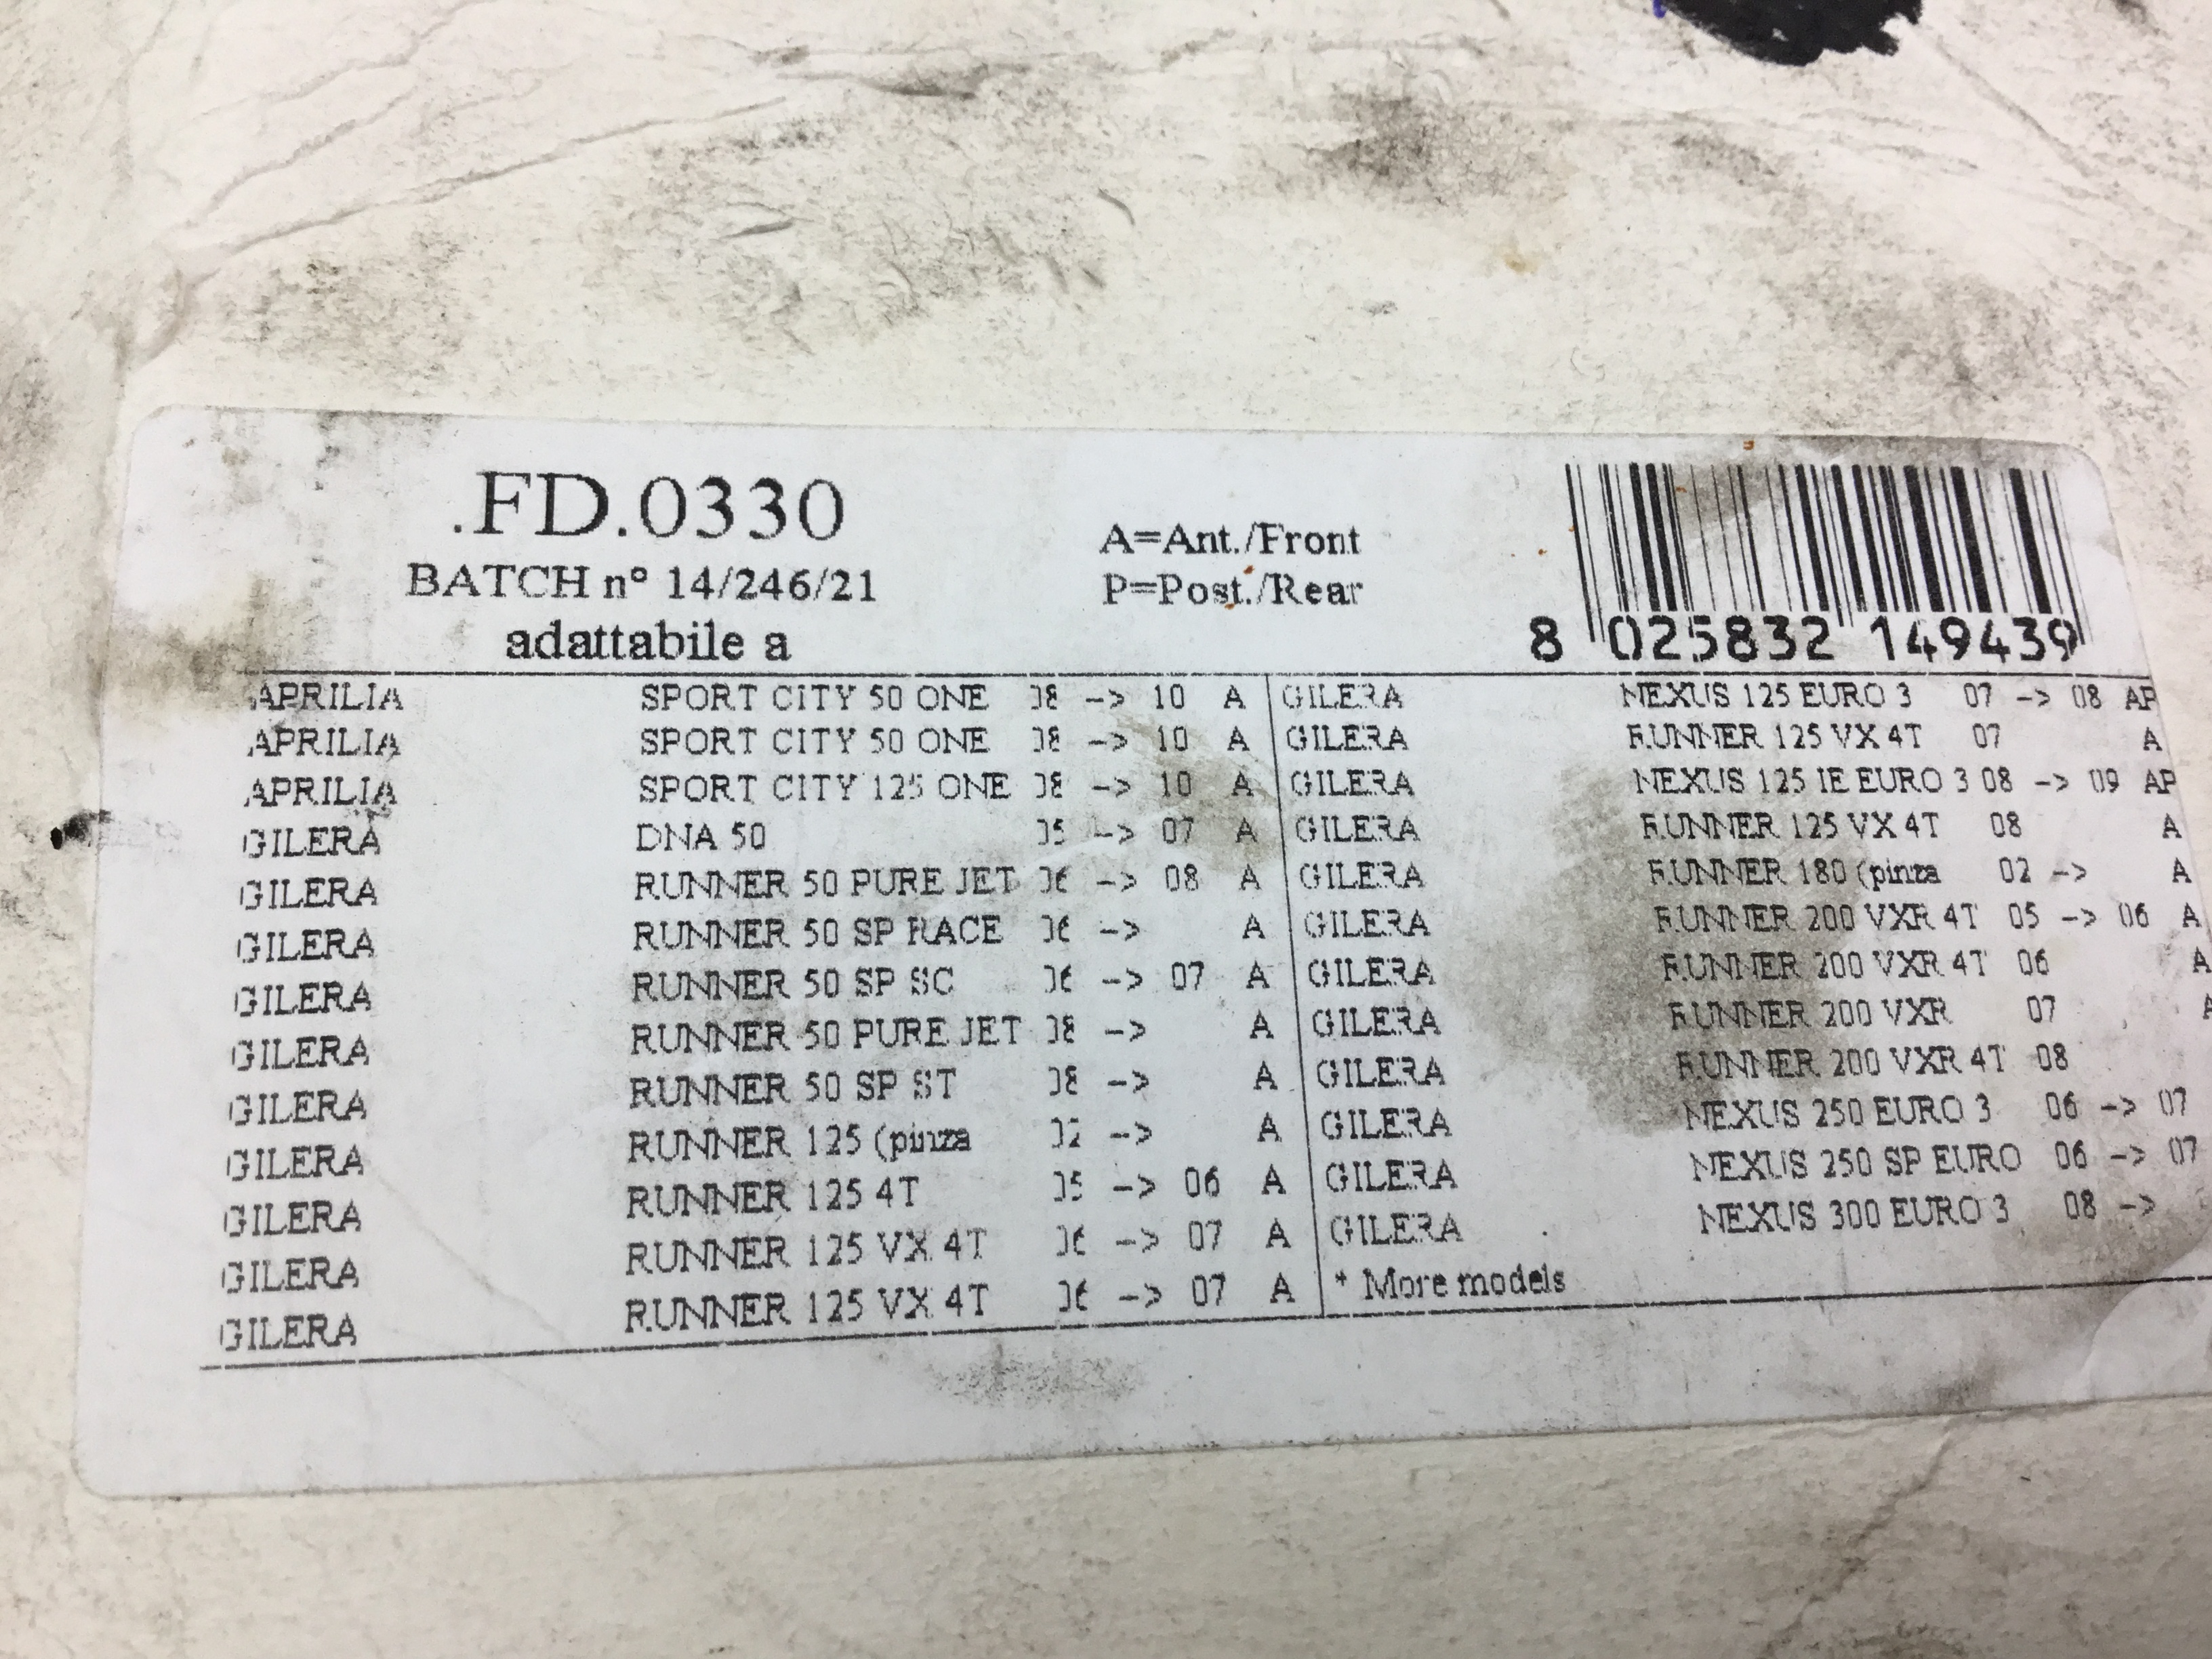 .FD.0330
BATCH n° 14/246/21
adattabile a
A=Ant./Front
P=Post./Rear
8 025832 149439
APRILIA SPORT CITY 50 ONE 08 -> 10 A
APRILIA SPORT CITY 50 ONE 08 -> 10 A
APRILIA SPORT CITY 125 ONE 08 -> 10 A
GILERA DNA 50 05 -> 07 A
GILERA RUNNER 50 PURE JET 06 -> 08 A
GILERA RUNNER 50 SP RACE 06 -> A
GILERA RUNNER 50 SP SC 06 -> 07 A
GILERA RUNNER 50 PURE JET 08 -> A
GILERA RUNNER 50 SP ST 08 -> A
GILERA RUNNER 125 (pinza 02 -> A
GILERA RUNNER 125 4T 05 -> 06 A
GILERA RUNNER 125 VX 4T 06 -> 07 A
GILERA RUNNER 125 VX 4T 06 -> 07 A
GILERA NEXUS 125 EURO 3 07 -> 08 AP
GILERA RUNNER 125 VX 4T 07 A
GILERA NEXUS 125 IE EURO 3 08 -> 09 AP
GILERA RUNNER 125 VX 4T 08 A
GILERA RUNNER 180 (pinza 02 -> A
GILERA RUNNER 200 VXR 4T 05 -> 06 A
GILERA RUNNER 200 VXR 4T 06 A
GILERA RUNNER 200 VXR 07 A
GILERA RUNNER 200 VXR 4T 08
GILERA NEXUS 250 EURO 3 06 -> 07
GILERA NEXUS 250 SP EURO 06 -> 07
GILERA NEXUS 300 EURO 3 08 ->
* More models